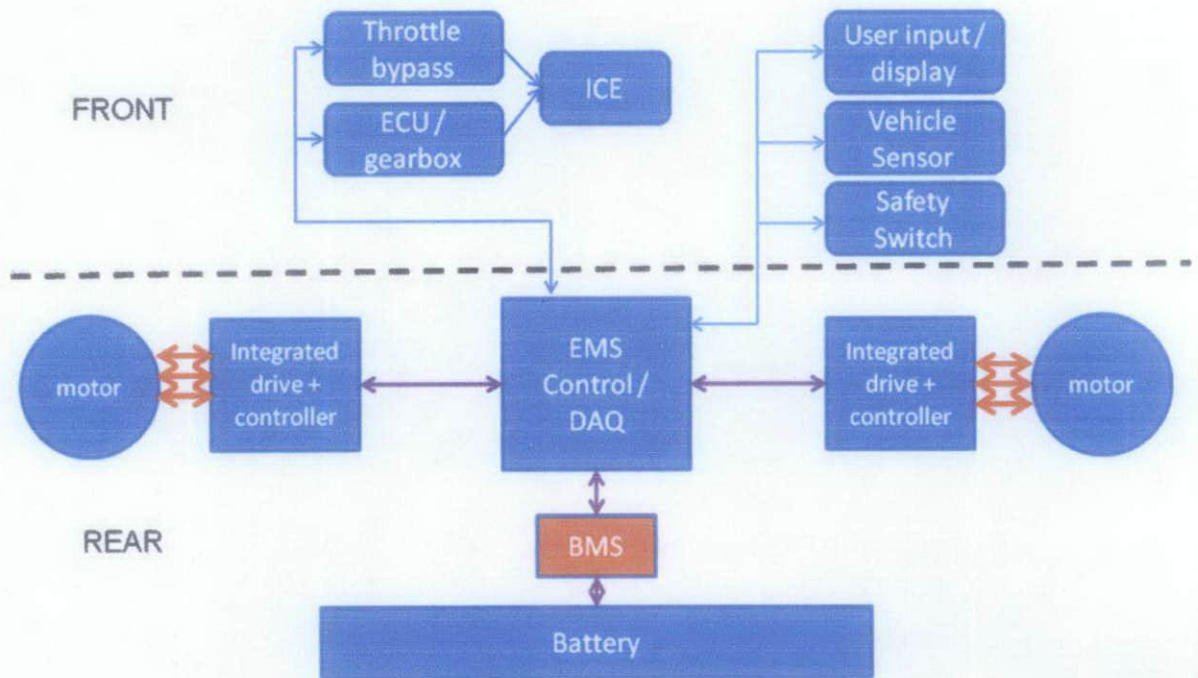 FRONT
Throttle
bypass
ECU /
gearbox
ICE
User input /
display
Vehicle
Sensor
Safety
Switch
motor
Integrated
drive +
controller
EMS
Control /
DAQ
Integrated
drive +
controller
motor
REAR
BMS
Battery